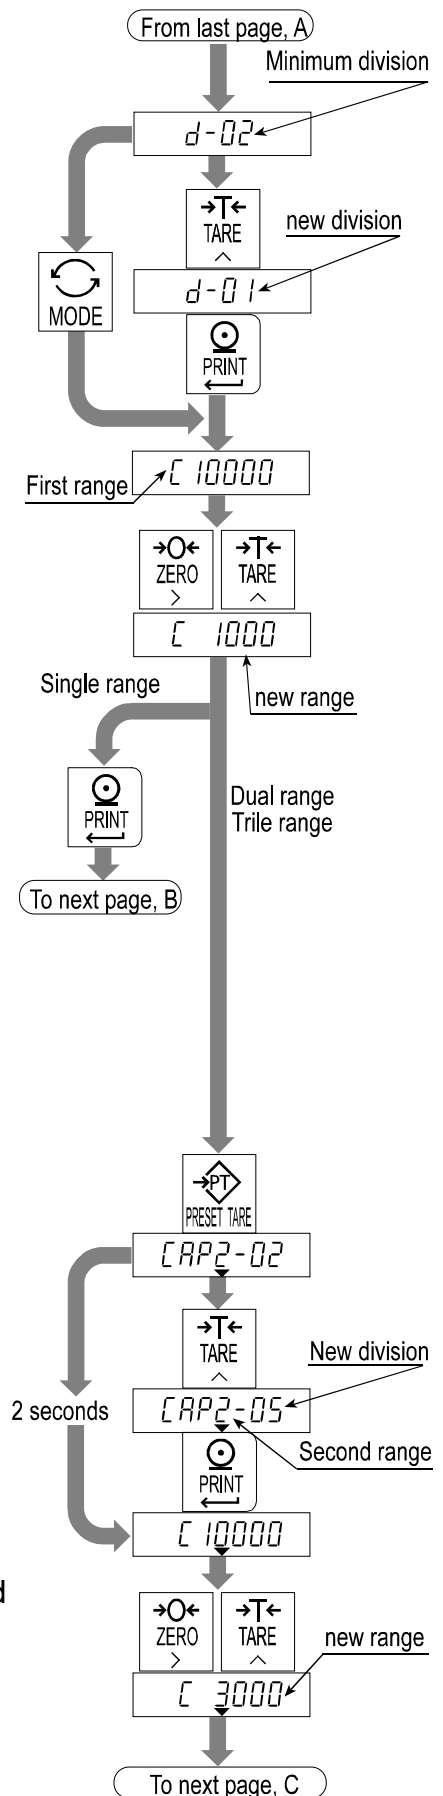 From last page, A
Minimum division
d-02
TARE
new division
d-01
MODE
PRINT
C 10000
First range
ZERO
TARE
C 1000
Single range
new range
PRINT
Dual range
Trile range
To next page, B
PT
PRESET TARE
CAP2-02
TARE
New division
2 seconds
CAP2-05
Second range
PRINT
C 10000
d
ZERO
TARE
new range
C 3000
To next page, C